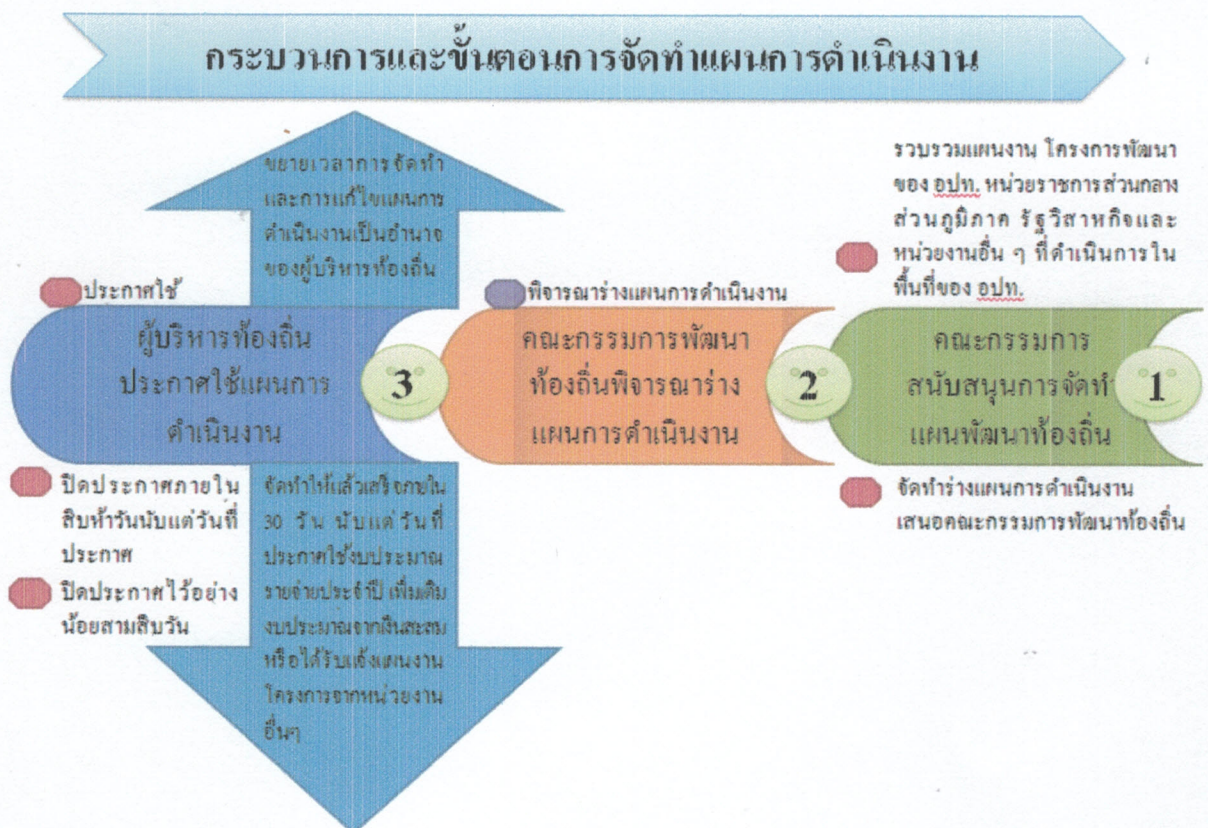 กระบวนการและขั้นตอนการจัดทำแผนการดำเนินงาน
ขยายเวลาการจัดทำ
และการแก้ไขแผนการ
ดำเนินงานเป็นอำนาจ
ของผู้บริหารท้องถิ่น
รวบรวมแผนงาน โครงการพัฒนา
ของ อปท. หน่วยราชการส่วนกลาง
ส่วนภูมิภาค รัฐวิสาหกิจและ
หน่วยงานอื่น ๆ ที่ดำเนินการใน
พื้นที่ของ อปท.
ประกาศใช้
พิจารณาร่างแผนการดำเนินงาน
ผู้บริหารท้องถิ่น
ประกาศใช้แผนการ
ดำเนินงาน
3
คณะกรรมการพัฒนา
ท้องถิ่นพิจารณาร่าง
แผนการดำเนินงาน
2
คณะกรรมการ
สนับสนุนการจัดทำ
แผนพัฒนาท้องถิ่น
1
ปิดประกาศภายใน
สิบห้าวันนับแต่วันที่
ประกาศ
ปิดประกาศไว้อย่าง
น้อยสามสิบวัน
จัดทำให้แล้วเสร็จภายใน
30 วัน นับแต่วันที่
ประกาศใช้งบประมาณ
รายจ่ายประจำปี เพิ่มเติม
งบประมาณจากเงินสะสม
หรือได้รับแจ้งแผนงาน
โครงการจากหน่วยงาน
อื่นๆ
จัดทำร่างแผนการดำเนินงาน
เสนอคณะกรรมการพัฒนาท้องถิ่น